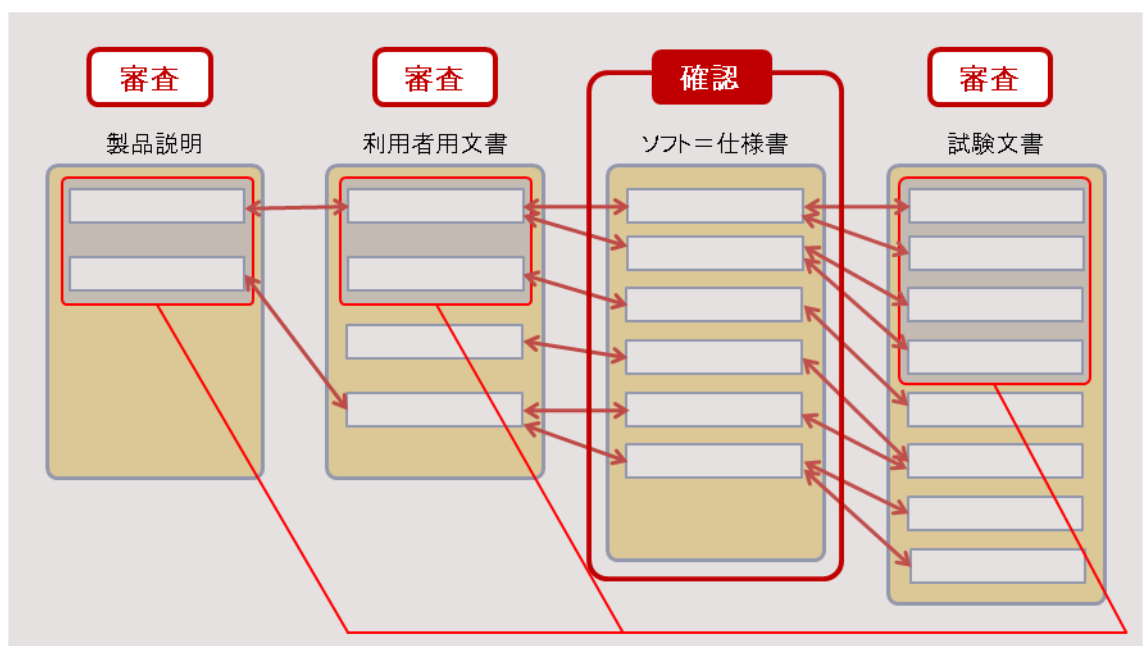 審査
審査
確認
審査
製品説明
利用者用文書
ソフト=仕様書
試験文書